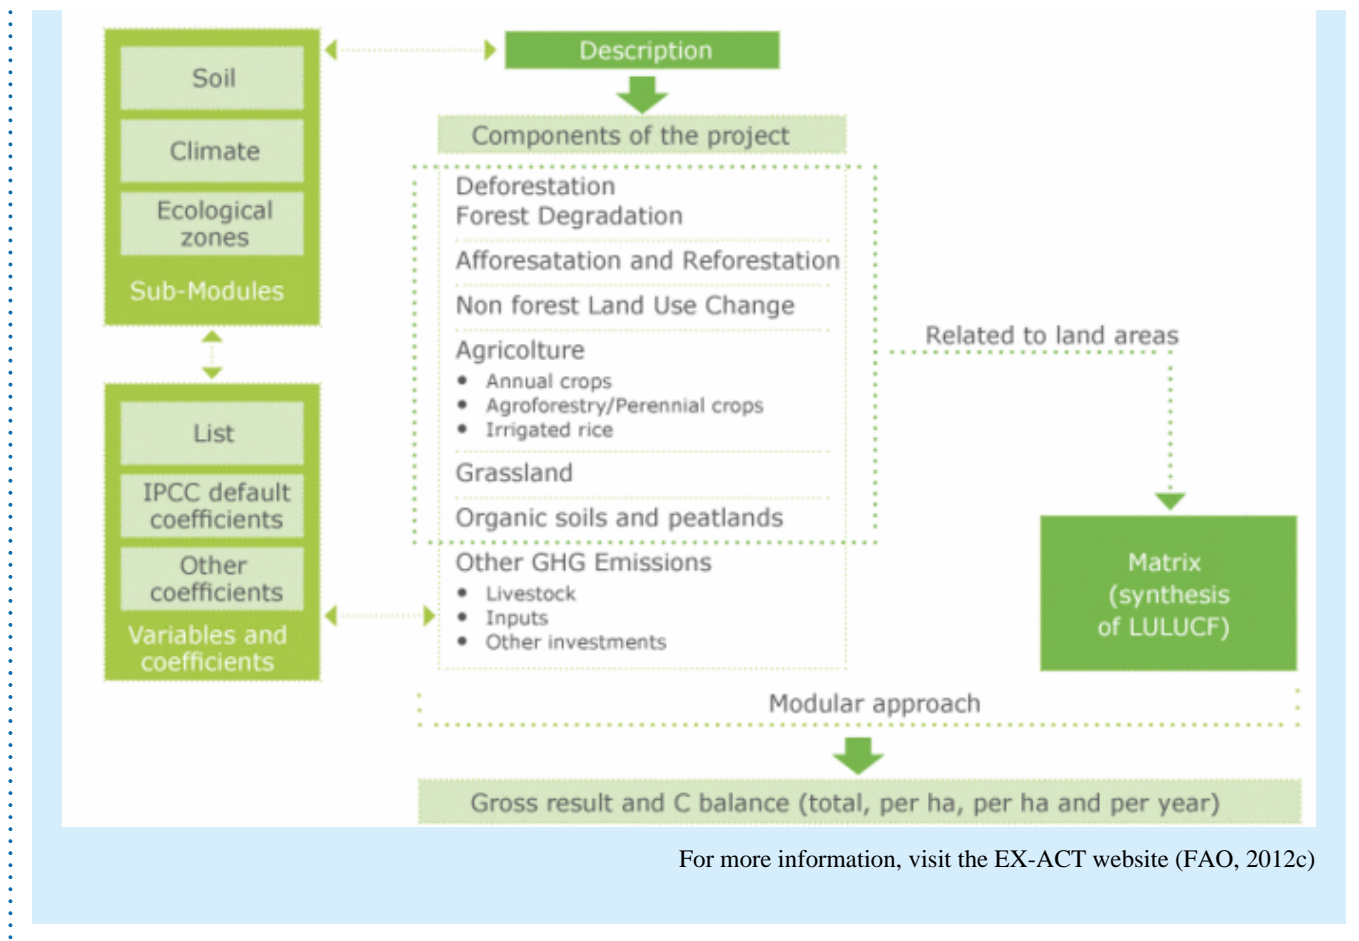 Soil
Climate
Ecological
zones
Sub-Modules
List
IPCC default
coefficients
Other
coefficients
Variables and
coefficients
Description
Components of the project
Deforestation
Forest Degradation
Afforesatation and Reforestation
Non forest Land Use Change
Agricolture
• Annual crops
• Agroforestry/Perennial crops
• Irrigated rice
Grassland
Organic soils and peatlands
Other GHG Emissions
• Livestock
• Inputs
• Other investments
Related to land areas
Matrix
(synthesis
of LULUCF)
Modular approach
Gross result and C balance (total, per ha, per ha and per year)
For more information, visit the EX-ACT website (FAO, 2012c)